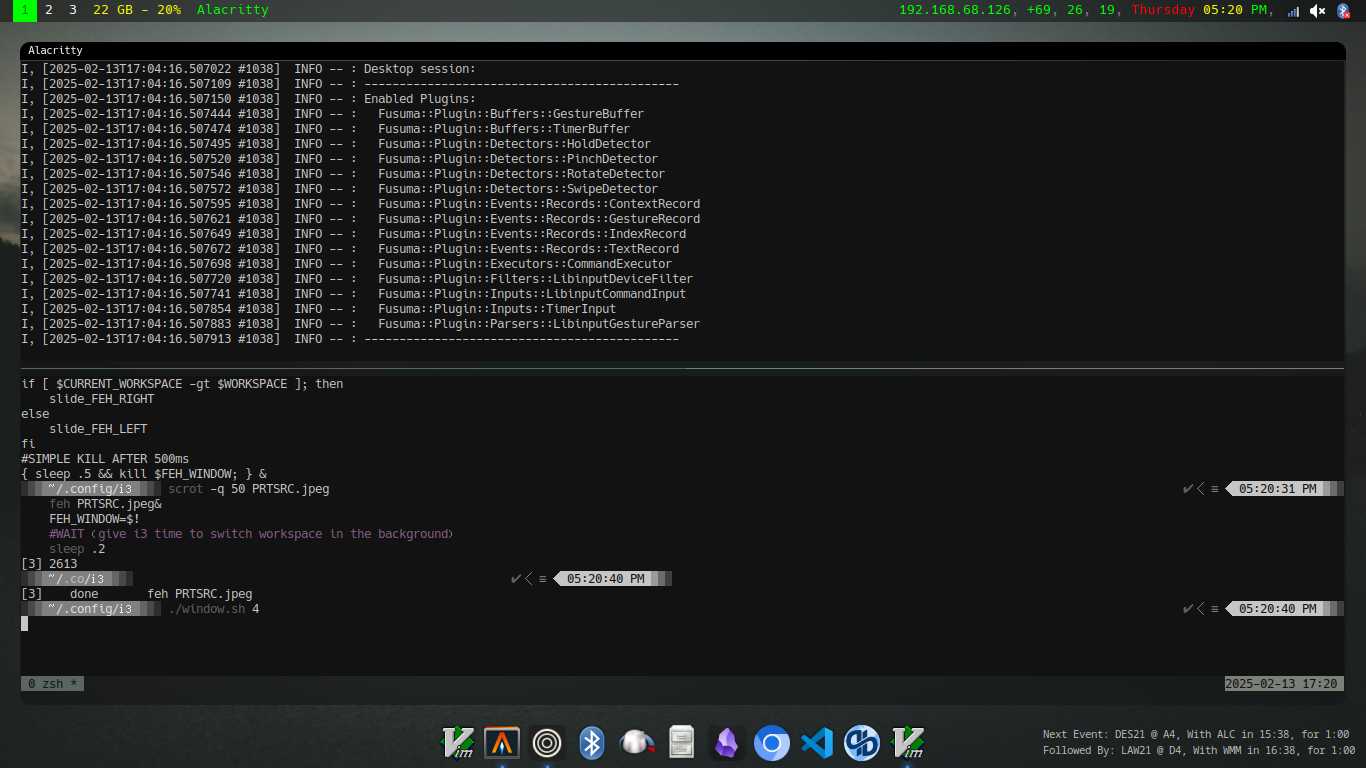 1 2 3 22 GB - 20% Alacritty 192.168.68.126, +69, 26, 19, Thursday 05:20 PM,
Alacritty
I, [2025-02-13T17:04:16.507022 #1038]  INFO -- : Desktop session:
I, [2025-02-13T17:04:16.507109 #1038]  INFO -- : ---------------------------------------------
I, [2025-02-13T17:04:16.507150 #1038]  INFO -- : Enabled Plugins:
I, [2025-02-13T17:04:16.507444 #1038]  INFO -- :   Fusuma::Plugin::Buffers::GestureBuffer
I, [2025-02-13T17:04:16.507474 #1038]  INFO -- :   Fusuma::Plugin::Buffers::TimerBuffer
I, [2025-02-13T17:04:16.507495 #1038]  INFO -- :   Fusuma::Plugin::Detectors::HoldDetector
I, [2025-02-13T17:04:16.507520 #1038]  INFO -- :   Fusuma::Plugin::Detectors::PinchDetector
I, [2025-02-13T17:04:16.507546 #1038]  INFO -- :   Fusuma::Plugin::Detectors::RotateDetector
I, [2025-02-13T17:04:16.507572 #1038]  INFO -- :   Fusuma::Plugin::Detectors::SwipeDetector
I, [2025-02-13T17:04:16.507595 #1038]  INFO -- :   Fusuma::Plugin::Events::Records::ContextRecord
I, [2025-02-13T17:04:16.507621 #1038]  INFO -- :   Fusuma::Plugin::Events::Records::GestureRecord
I, [2025-02-13T17:04:16.507649 #1038]  INFO -- :   Fusuma::Plugin::Events::Records::IndexRecord
I, [2025-02-13T17:04:16.507672 #1038]  INFO -- :   Fusuma::Plugin::Events::Records::TextRecord
I, [2025-02-13T17:04:16.507698 #1038]  INFO -- :   Fusuma::Plugin::Executors::CommandExecutor
I, [2025-02-13T17:04:16.507720 #1038]  INFO -- :   Fusuma::Plugin::Filters::LibinputDeviceFilter
I, [2025-02-13T17:04:16.507741 #1038]  INFO -- :   Fusuma::Plugin::Inputs::LibinputCommandInput
I, [2025-02-13T17:04:16.507854 #1038]  INFO -- :   Fusuma::Plugin::Inputs::TimerInput
I, [2025-02-13T17:04:16.507883 #1038]  INFO -- :   Fusuma::Plugin::Parsers::LibinputGestureParser
I, [2025-02-13T17:04:16.507913 #1038]  INFO -- : ---------------------------------------------
if [ $CURRENT_WORKSPACE -gt $WORKSPACE ]; then
    slide_FEH_RIGHT
else
    slide_FEH_LEFT
fi
#SIMPLE KILL AFTER 500ms
{ sleep .5 && kill $FEH_WINDOW; } &
~/.config/i3 scrot -q 50 PRTSRC.jpeg ✔ < ≡ 05:20:31 PM
    feh PRTSRC.jpeg&
    FEH_WINDOW=$!
    #WAIT (give i3 time to switch workspace in the background)
    sleep .2
[3] 2613
~/.co/i3 ✔ < ≡ 05:20:40 PM
[3]    done       feh PRTSRC.jpeg
~/.config/i3 ./window.sh 4 ✔ < ≡ 05:20:40 PM
0 zsh * 2025-02-13 17:20
Vim
Vim
Next Event: DES21 @ A4, With ALC in 15:38, for 1:00
Followed By: LAW21 @ D4, With WMM in 16:38, for 1:00